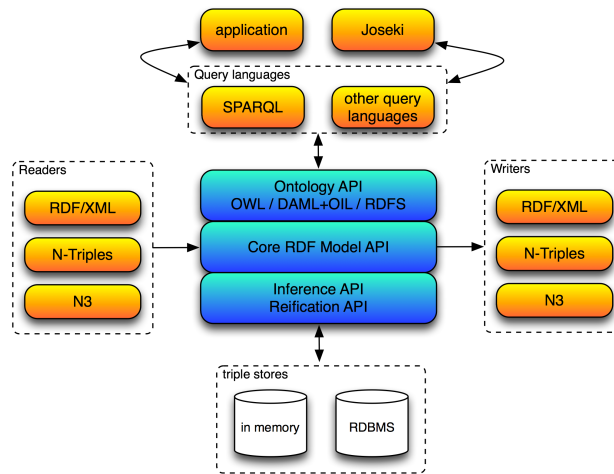 application
Joseki
Query languages
SPARQL
other query
languages
Readers
RDF/XML
N-Triples
N3
Ontology API
OWL / DAML+OIL / RDFS
Core RDF Model API
Inference API
Reification API
Writers
RDF/XML
N-Triples
N3
triple stores
in memory
RDBMS